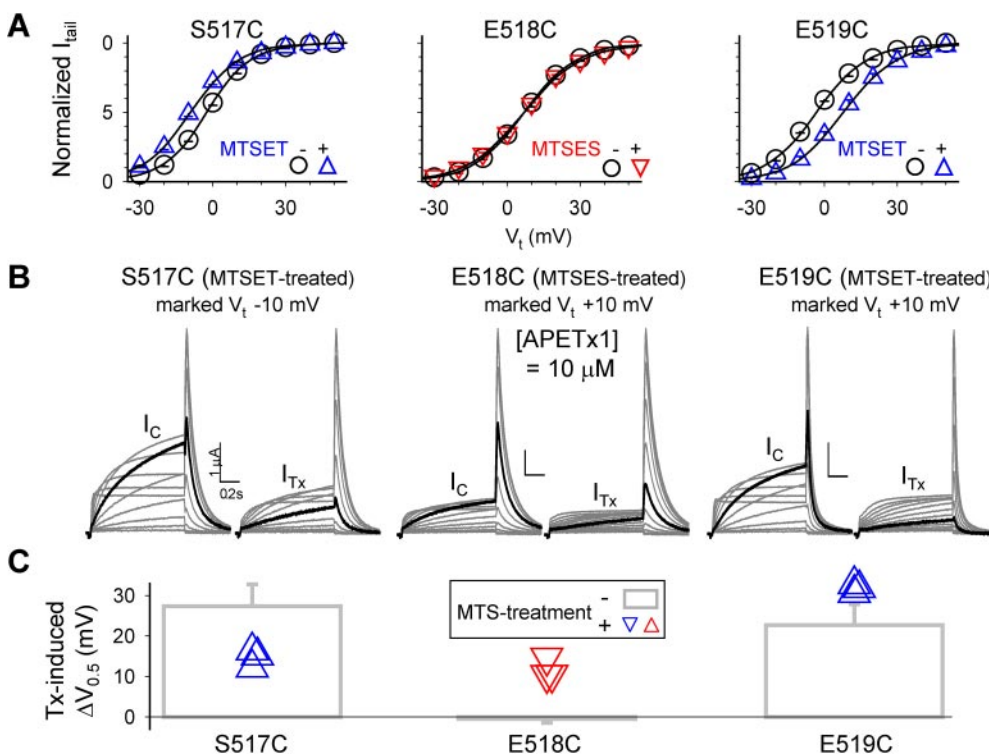 A
S517C
E518C
E519C
Normalized I_tail
0
5
0
MTSET - +
MTSES - +
MTSET - +
-30 0 30
-30 0 30
-30 0 30
V_t (mV)
B
S517C (MTSET-treated)
marked V_t -10 mV
E518C (MTSES-treated)
marked V_t +10 mV
E519C (MTSET-treated)
marked V_t +10 mV
[APETx1]
= 10 μM
I_C
1 μA
0.2s
I_Tx
I_C
I_Tx
I_C
I_Tx
C
Tx-induced
ΔV_0.5 (mV)
30
20
10
0
MTS-treatment -
+
S517C
E518C
E519C